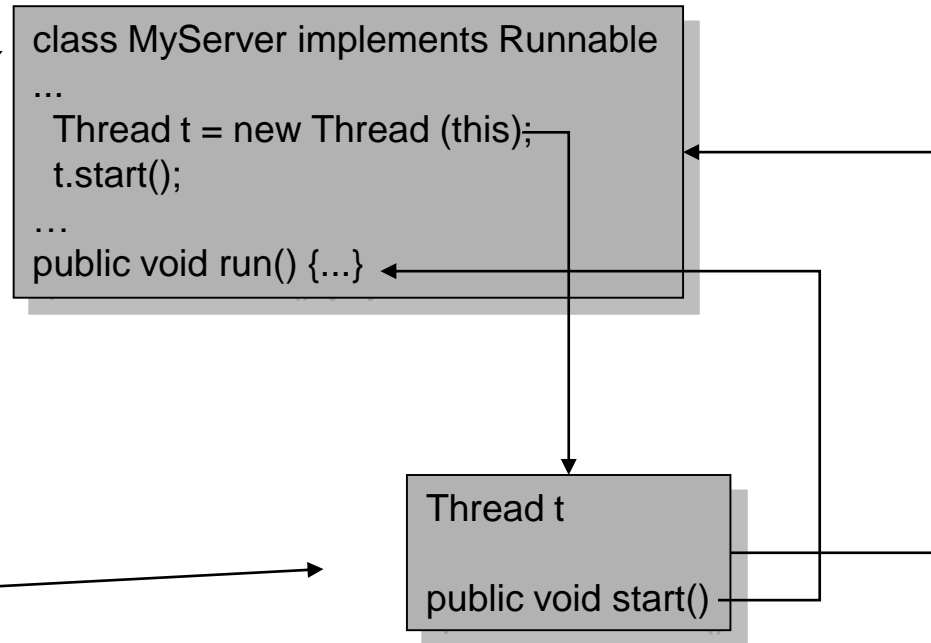 class MyServer implements Runnable
...
Thread t = new Thread (this);
t.start();
…
public void run() {...}
Thread t
public void start()